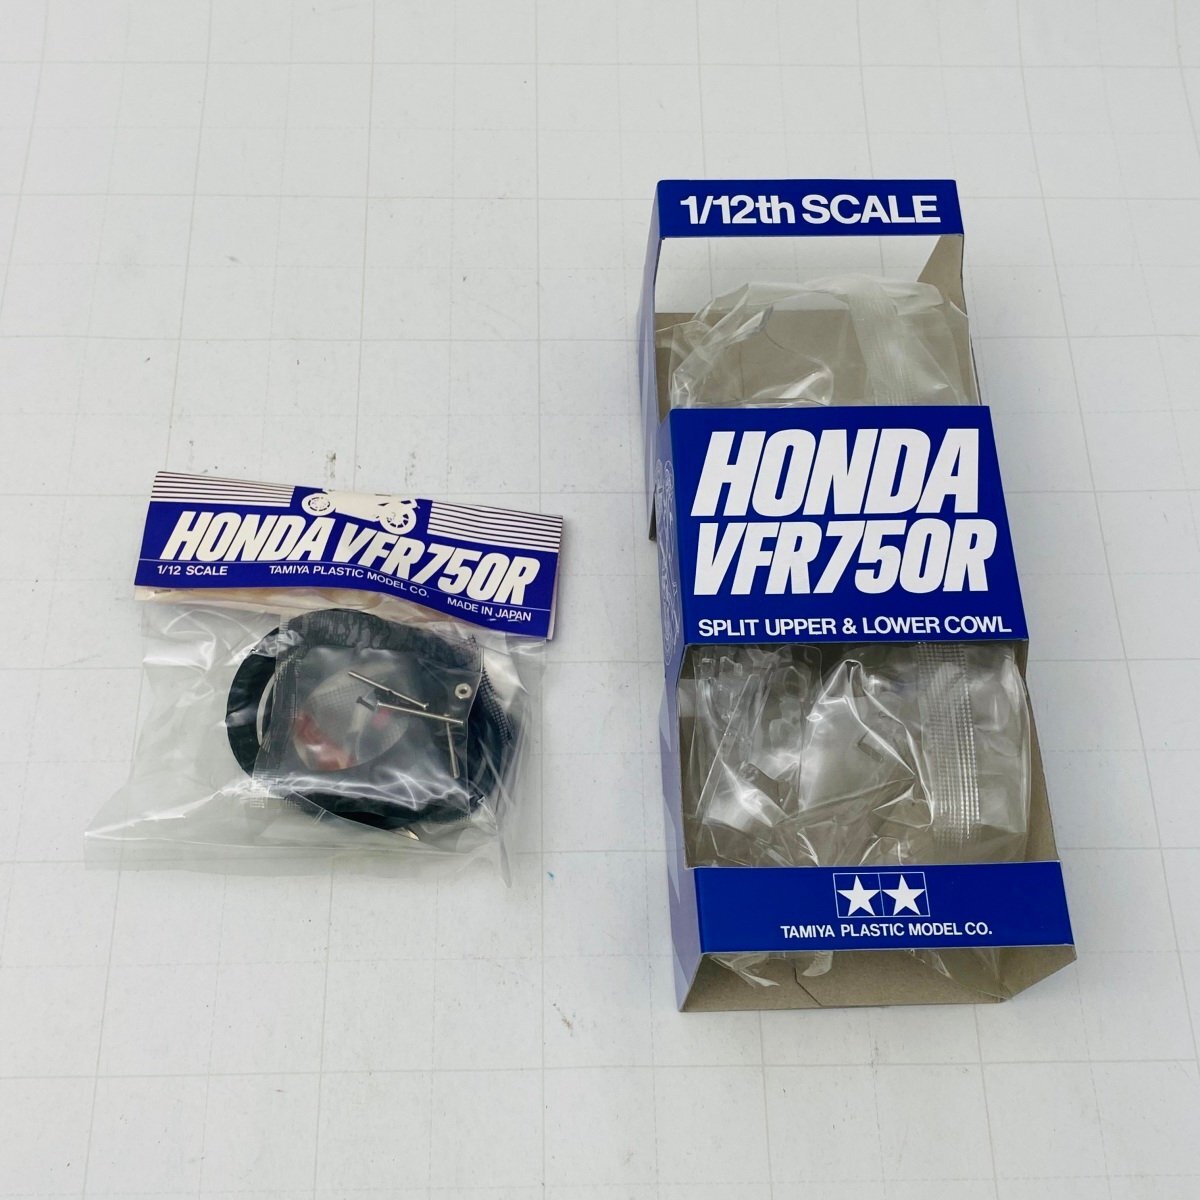 HONDA VFR750R
1/12 SCALE
TAMIYA PLASTIC MODEL CO.
MADE IN JAPAN
1/12th SCALE
HONDA
VFR750R
SPLIT UPPER & LOWER COWL
TAMIYA PLASTIC MODEL CO.